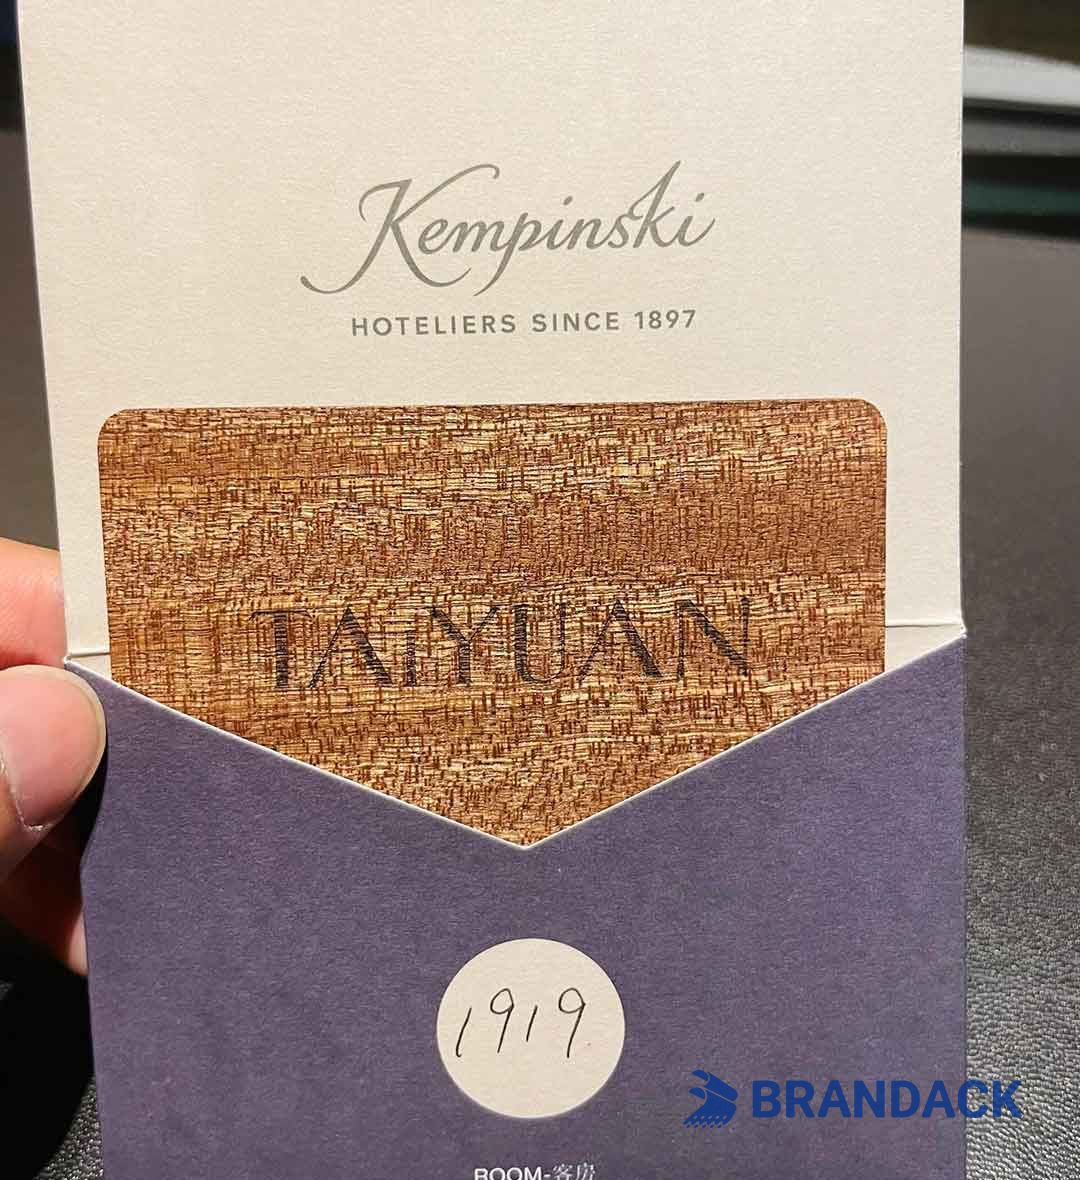 Kempinski
HOTELIERS SINCE 1897
TAIYUAN
1919
BRANDACK
ROOM-客房